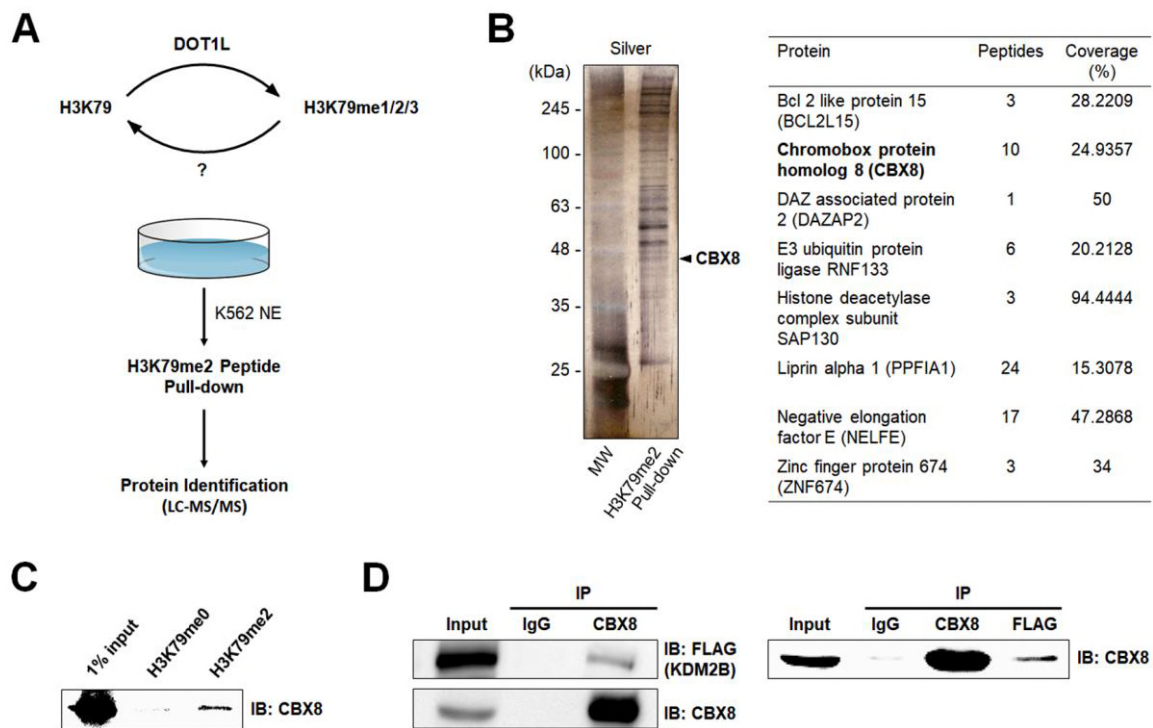 A
DOT1L
H3K79
H3K79me1/2/3
?
K562 NE
H3K79me2 Peptide
Pull-down
Protein Identification
(LC-MS/MS)
B
Silver
(kDa)
245 -
100 -
63 -
48 -
35 -
25 -
CBX8
MW
H3K79me2
Pull-down
Protein Peptides Coverage
(%)
Bcl 2 like protein 15 3 28.2209
(BCL2L15)
Chromobox protein 10 24.9357
homolog 8 (CBX8)
DAZ associated protein 1 50
2 (DAZAP2)
E3 ubiquitin protein 6 20.2128
ligase RNF133
Histone deacetylase 3 94.4444
complex subunit
SAP130
Liprin alpha 1 (PPFIA1) 24 15.3078
Negative elongation 17 47.2868
factor E (NELFE)
Zinc finger protein 674 3 34
(ZNF674)
C
1% input
H3K79me0
H3K79me2
IB: CBX8
D
IP
Input IgG CBX8
IB: FLAG
(KDM2B)
IB: CBX8
IP
Input IgG CBX8 FLAG
IB: CBX8